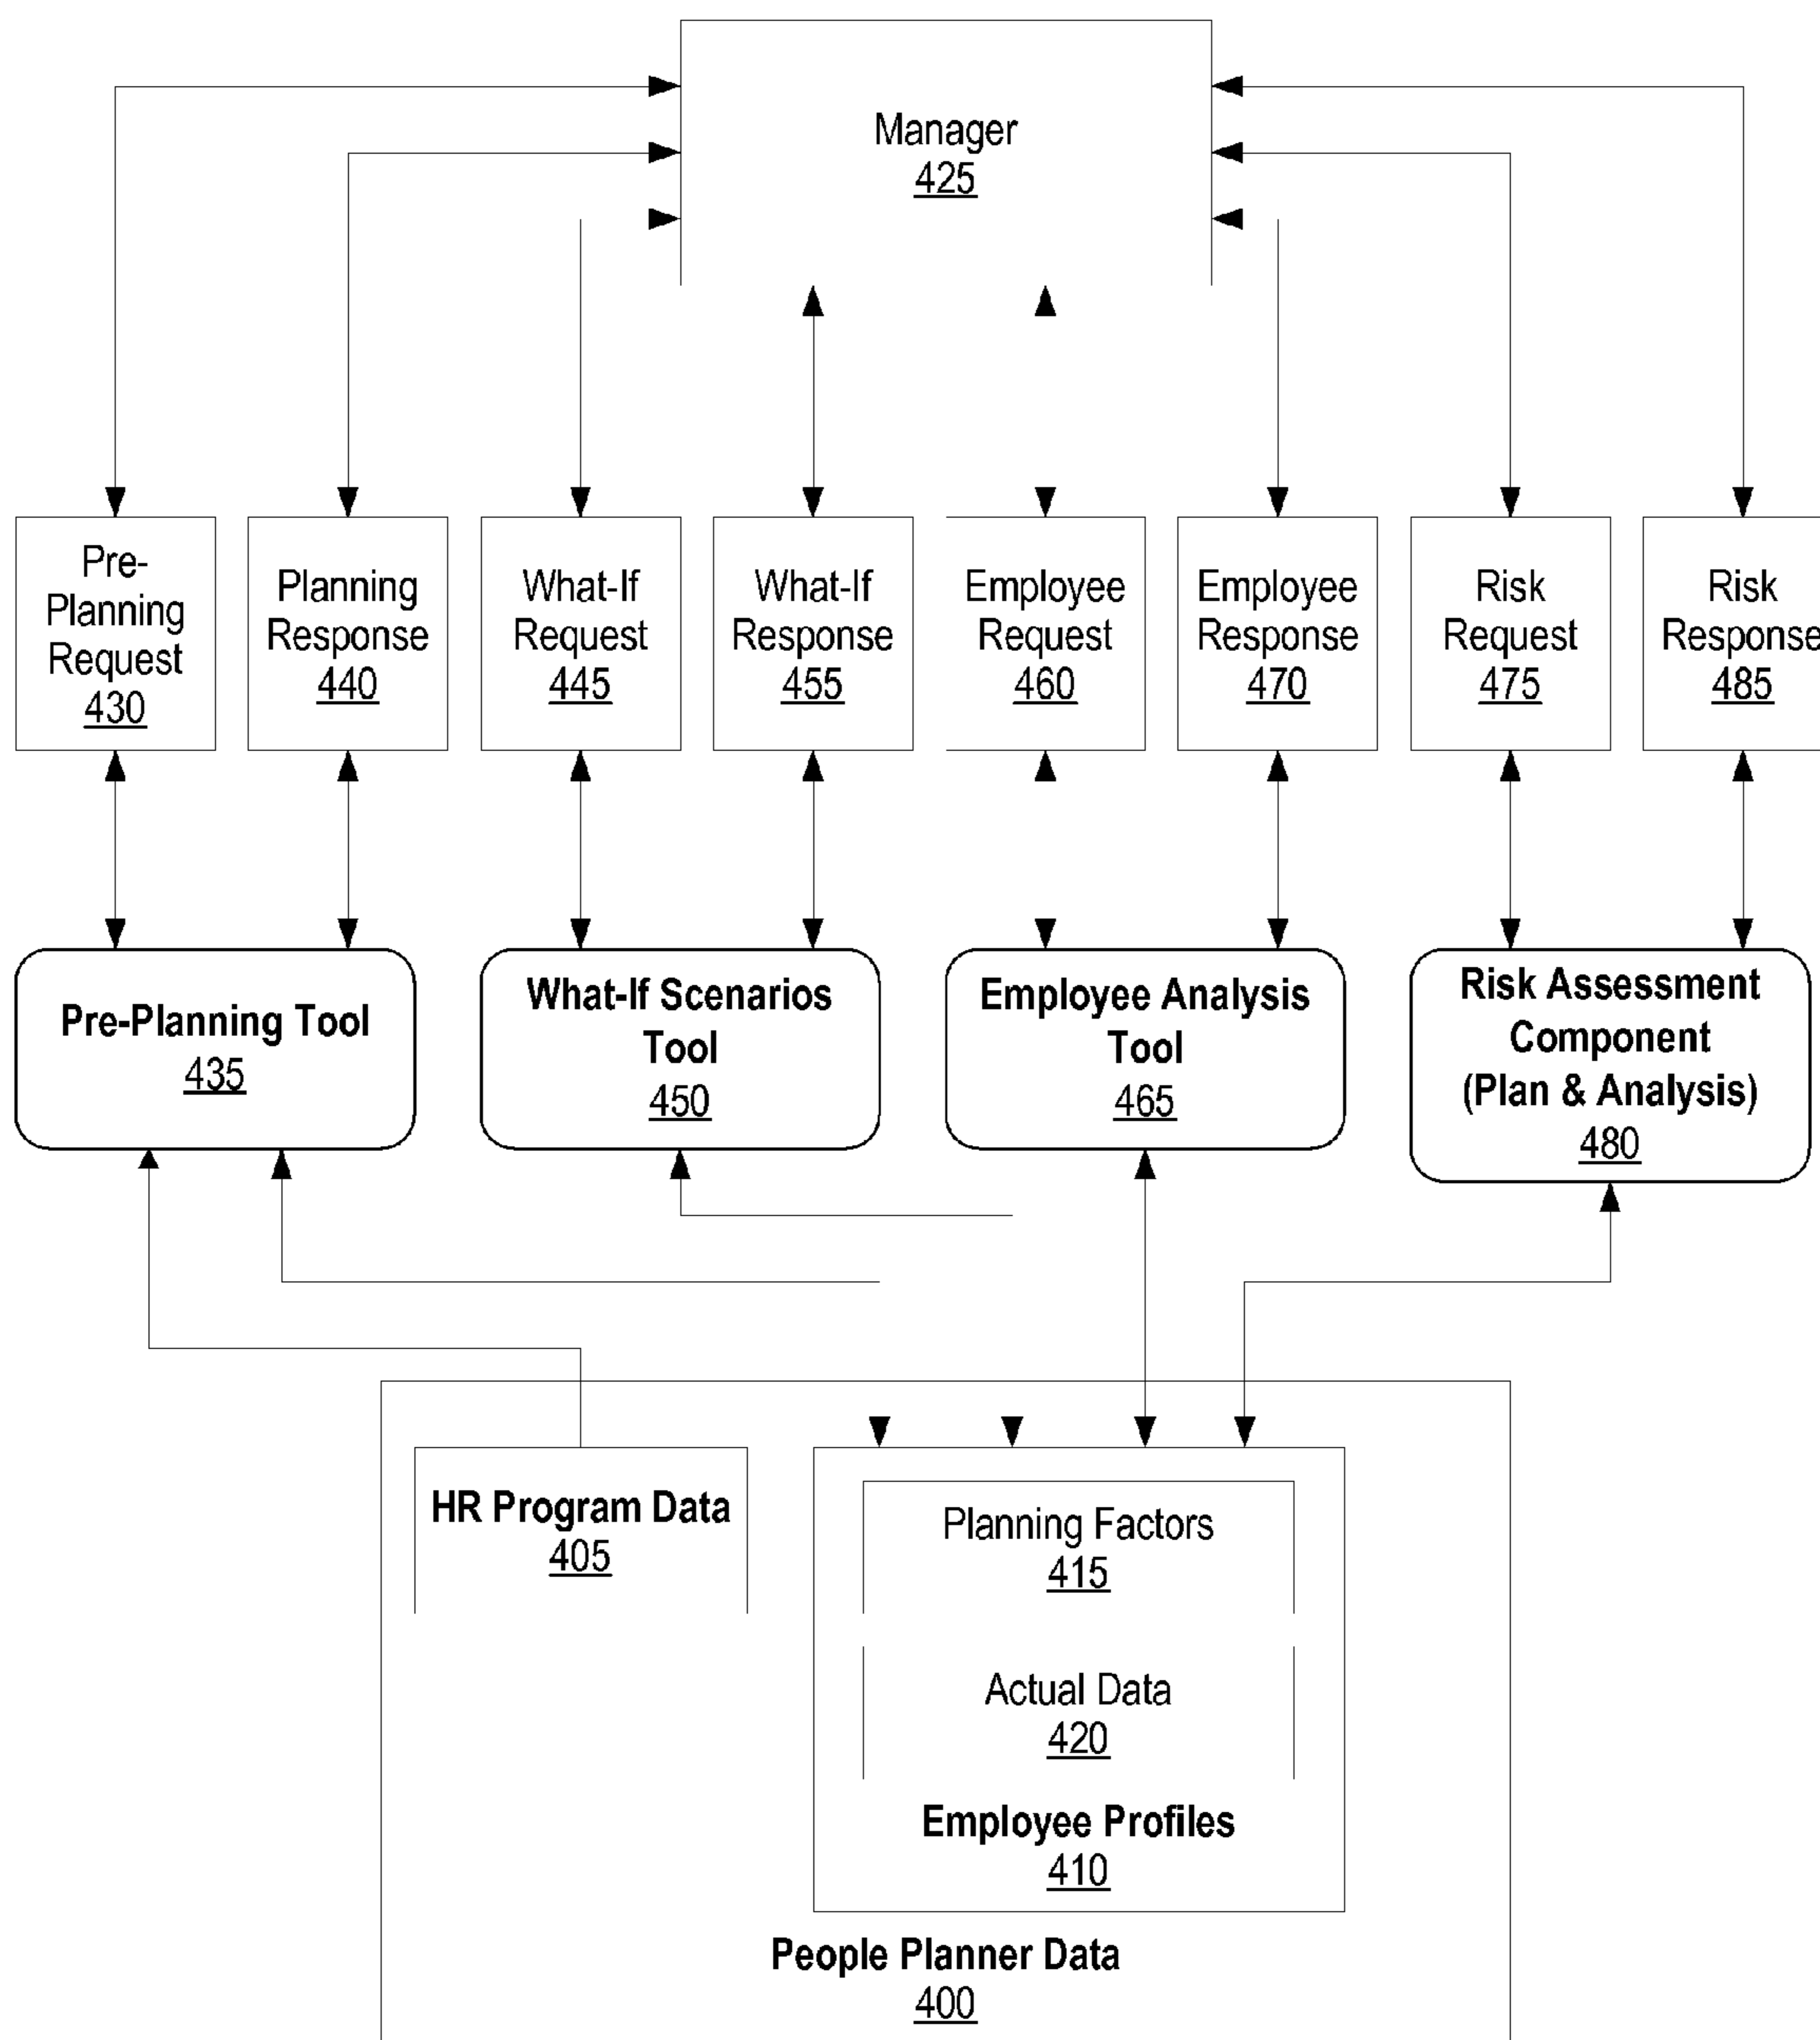 Manager
425
Pre-
Planning
Request
430
Planning
Response
440
What-If
Request
445
What-If
Response
455
Employee
Request
460
Employee
Response
470
Risk
Request
475
Risk
Response
485
Pre-Planning Tool
435
What-If Scenarios
Tool
450
Employee Analysis
Tool
465
Risk Assessment
Component
(Plan & Analysis)
480
HR Program Data
405
Planning Factors
415
Actual Data
420
Employee Profiles
410
People Planner Data
400